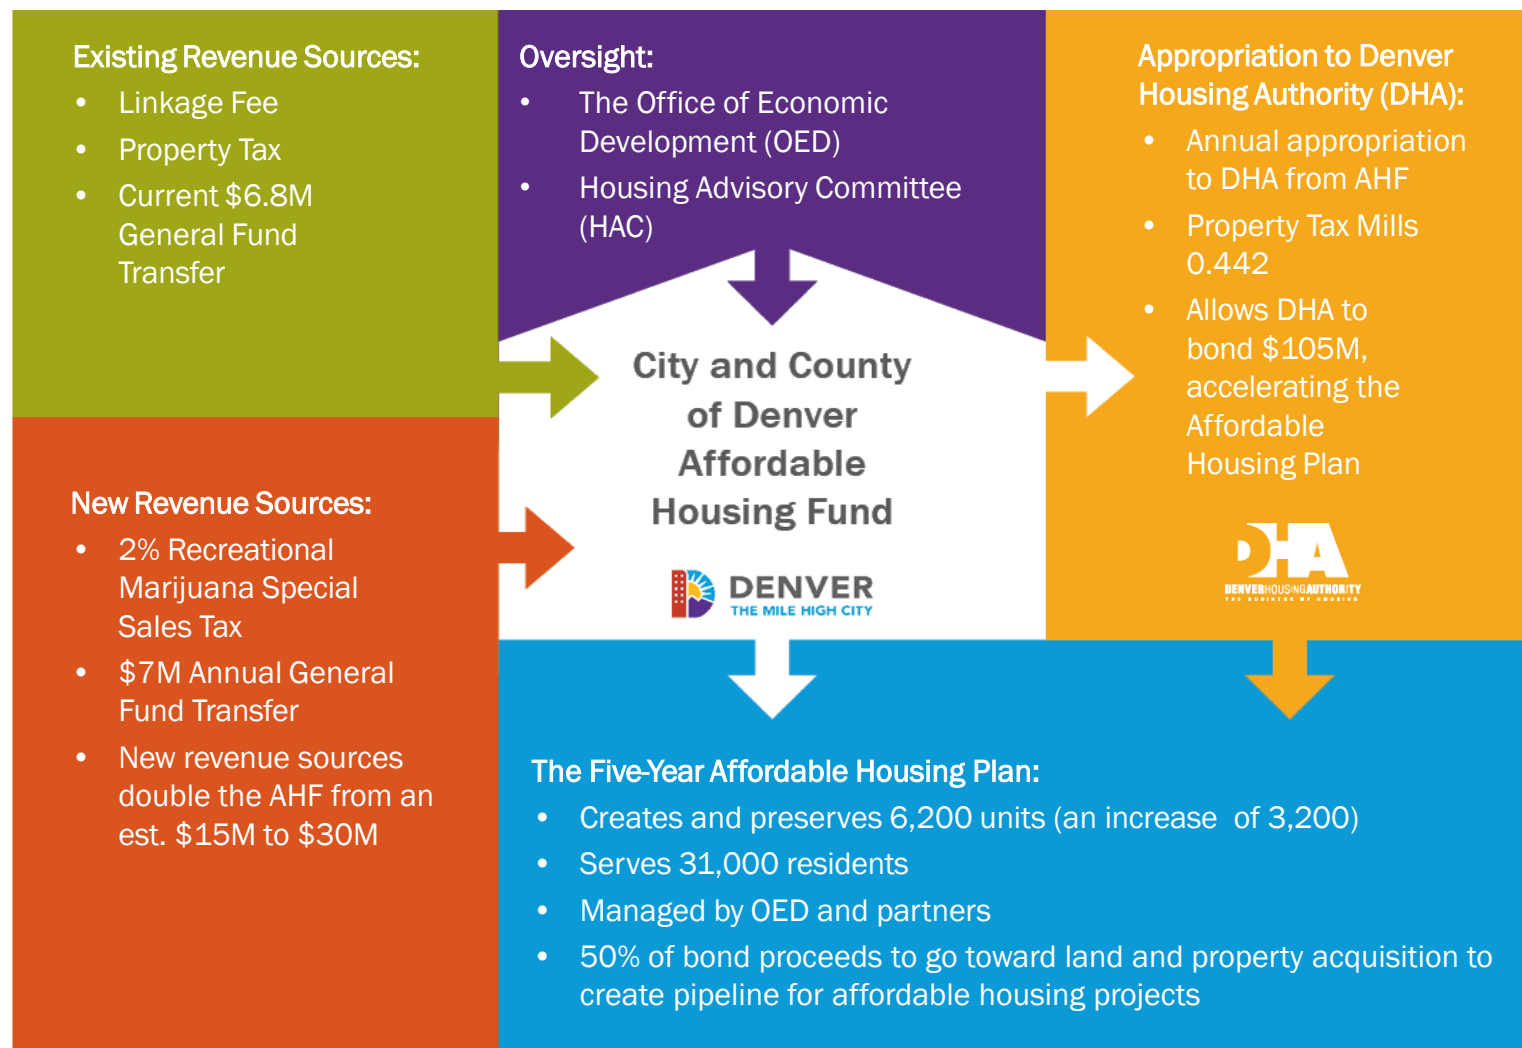 Existing Revenue Sources:
• Linkage Fee
• Property Tax
• Current $6.8M
General Fund
Transfer
New Revenue Sources:
• 2% Recreational
Marijuana Special
Sales Tax
• $7M Annual General
Fund Transfer
• New revenue sources
double the AHF from an
est. $15M to $30M
Oversight:
• The Office of Economic
Development (OED)
• Housing Advisory Committee
(HAC)
City and County
of Denver
Affordable
Housing Fund
DENVER
THE MILE HIGH CITY
Appropriation to Denver
Housing Authority (DHA):
• Annual appropriation
to DHA from AHF
• Property Tax Mills
0.442
• Allows DHA to
bond $105M,
accelerating the
Affordable
Housing Plan
DHA
DENVERHOUSINGAUTHORITY
THE BUSINESS OF HOUSING
The Five-Year Affordable Housing Plan:
• Creates and preserves 6,200 units (an increase of 3,200)
• Serves 31,000 residents
• Managed by OED and partners
• 50% of bond proceeds to go toward land and property acquisition to
create pipeline for affordable housing projects